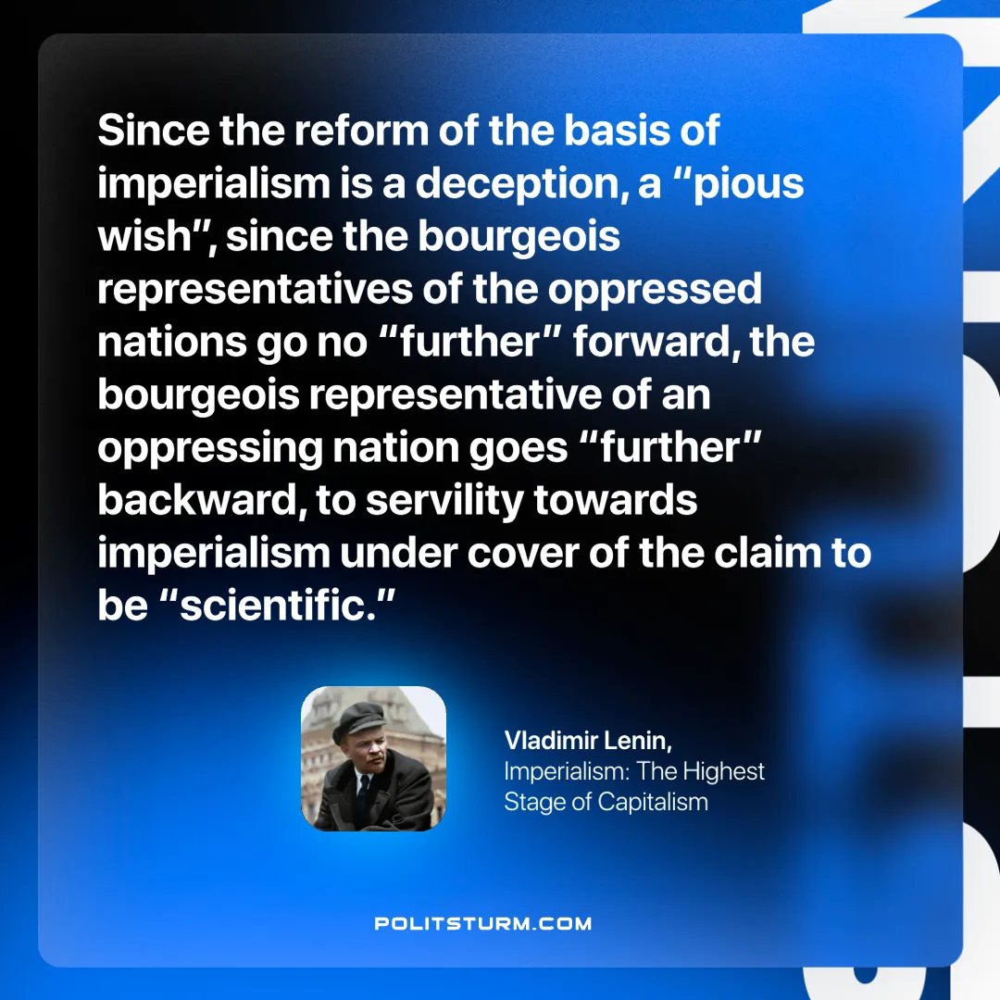 Since the reform of the basis of
imperialism is a deception, a “pious
wish”, since the bourgeois
representatives of the oppressed
nations go no “further” forward, the
bourgeois representative of an
oppressing nation goes “further”
backward, to servility towards
imperialism under cover of the claim to
be “scientific.”
Vladimir Lenin,
Imperialism: The Highest
Stage of Capitalism
POLITSTURM.COM